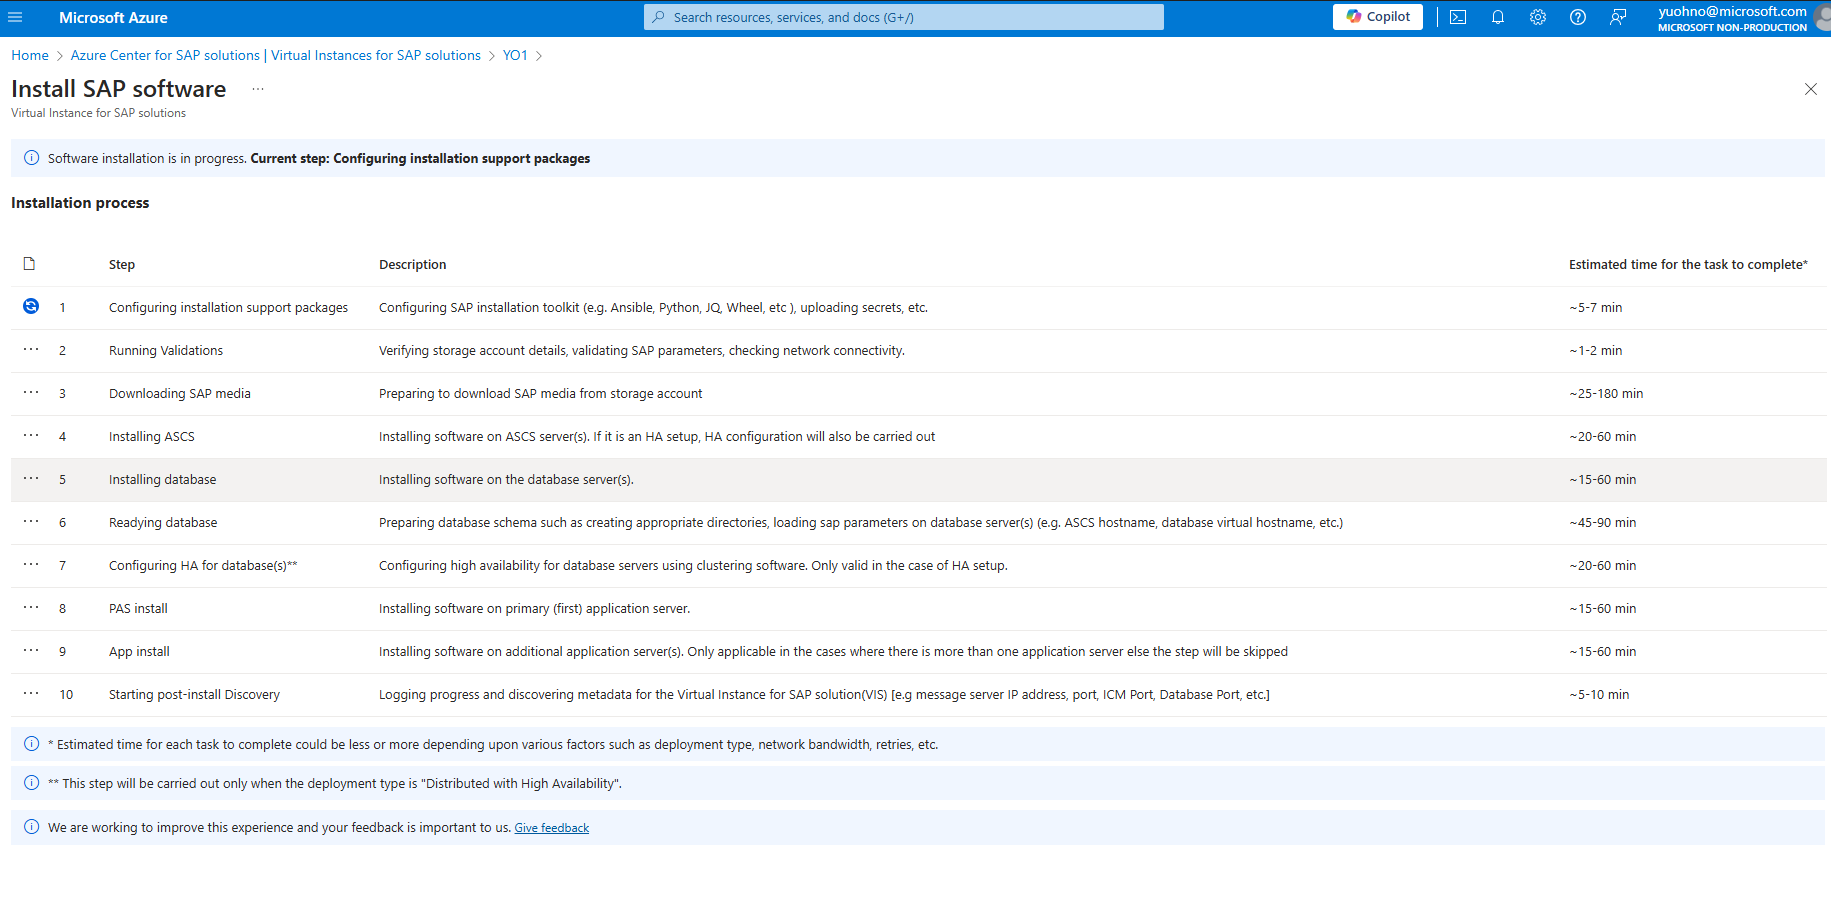 Microsoft Azure
Search resources, services, and docs (G+/)
Copilot
yuohno@microsoft.com
MICROSOFT NON-PRODUCTION
Home > Azure Center for SAP solutions | Virtual Instances for SAP solutions > YO1 >
Install SAP software ...
Virtual Instance for SAP solutions
Software installation is in progress. Current step: Configuring installation support packages
Installation process
Step Description Estimated time for the task to complete*
1 Configuring installation support packages Configuring SAP installation toolkit (e.g. Ansible, Python, JQ, Wheel, etc ), uploading secrets, etc. ~5-7 min
... 2 Running Validations Verifying storage account details, validating SAP parameters, checking network connectivity. ~1-2 min
... 3 Downloading SAP media Preparing to download SAP media from storage account ~25-180 min
... 4 Installing ASCS Installing software on ASCS server(s). If it is an HA setup, HA configuration will also be carried out ~20-60 min
... 5 Installing database Installing software on the database server(s). ~15-60 min
... 6 Readying database Preparing database schema such as creating appropriate directories, loading sap parameters on database server(s) (e.g. ASCS hostname, database virtual hostname, etc.) ~45-90 min
... 7 Configuring HA for database(s)** Configuring high availability for database servers using clustering software. Only valid in the case of HA setup. ~20-60 min
... 8 PAS install Installing software on primary (first) application server. ~15-60 min
... 9 App install Installing software on additional application server(s). Only applicable in the cases where there is more than one application server else the step will be skipped ~15-60 min
... 10 Starting post-install Discovery Logging progress and discovering metadata for the Virtual Instance for SAP solution(VIS) [e.g message server IP address, port, ICM Port, Database Port, etc.] ~5-10 min
* Estimated time for each task to complete could be less or more depending upon various factors such as deployment type, network bandwidth, retries, etc.
** This step will be carried out only when the deployment type is "Distributed with High Availability".
We are working to improve this experience and your feedback is important to us. Give feedback